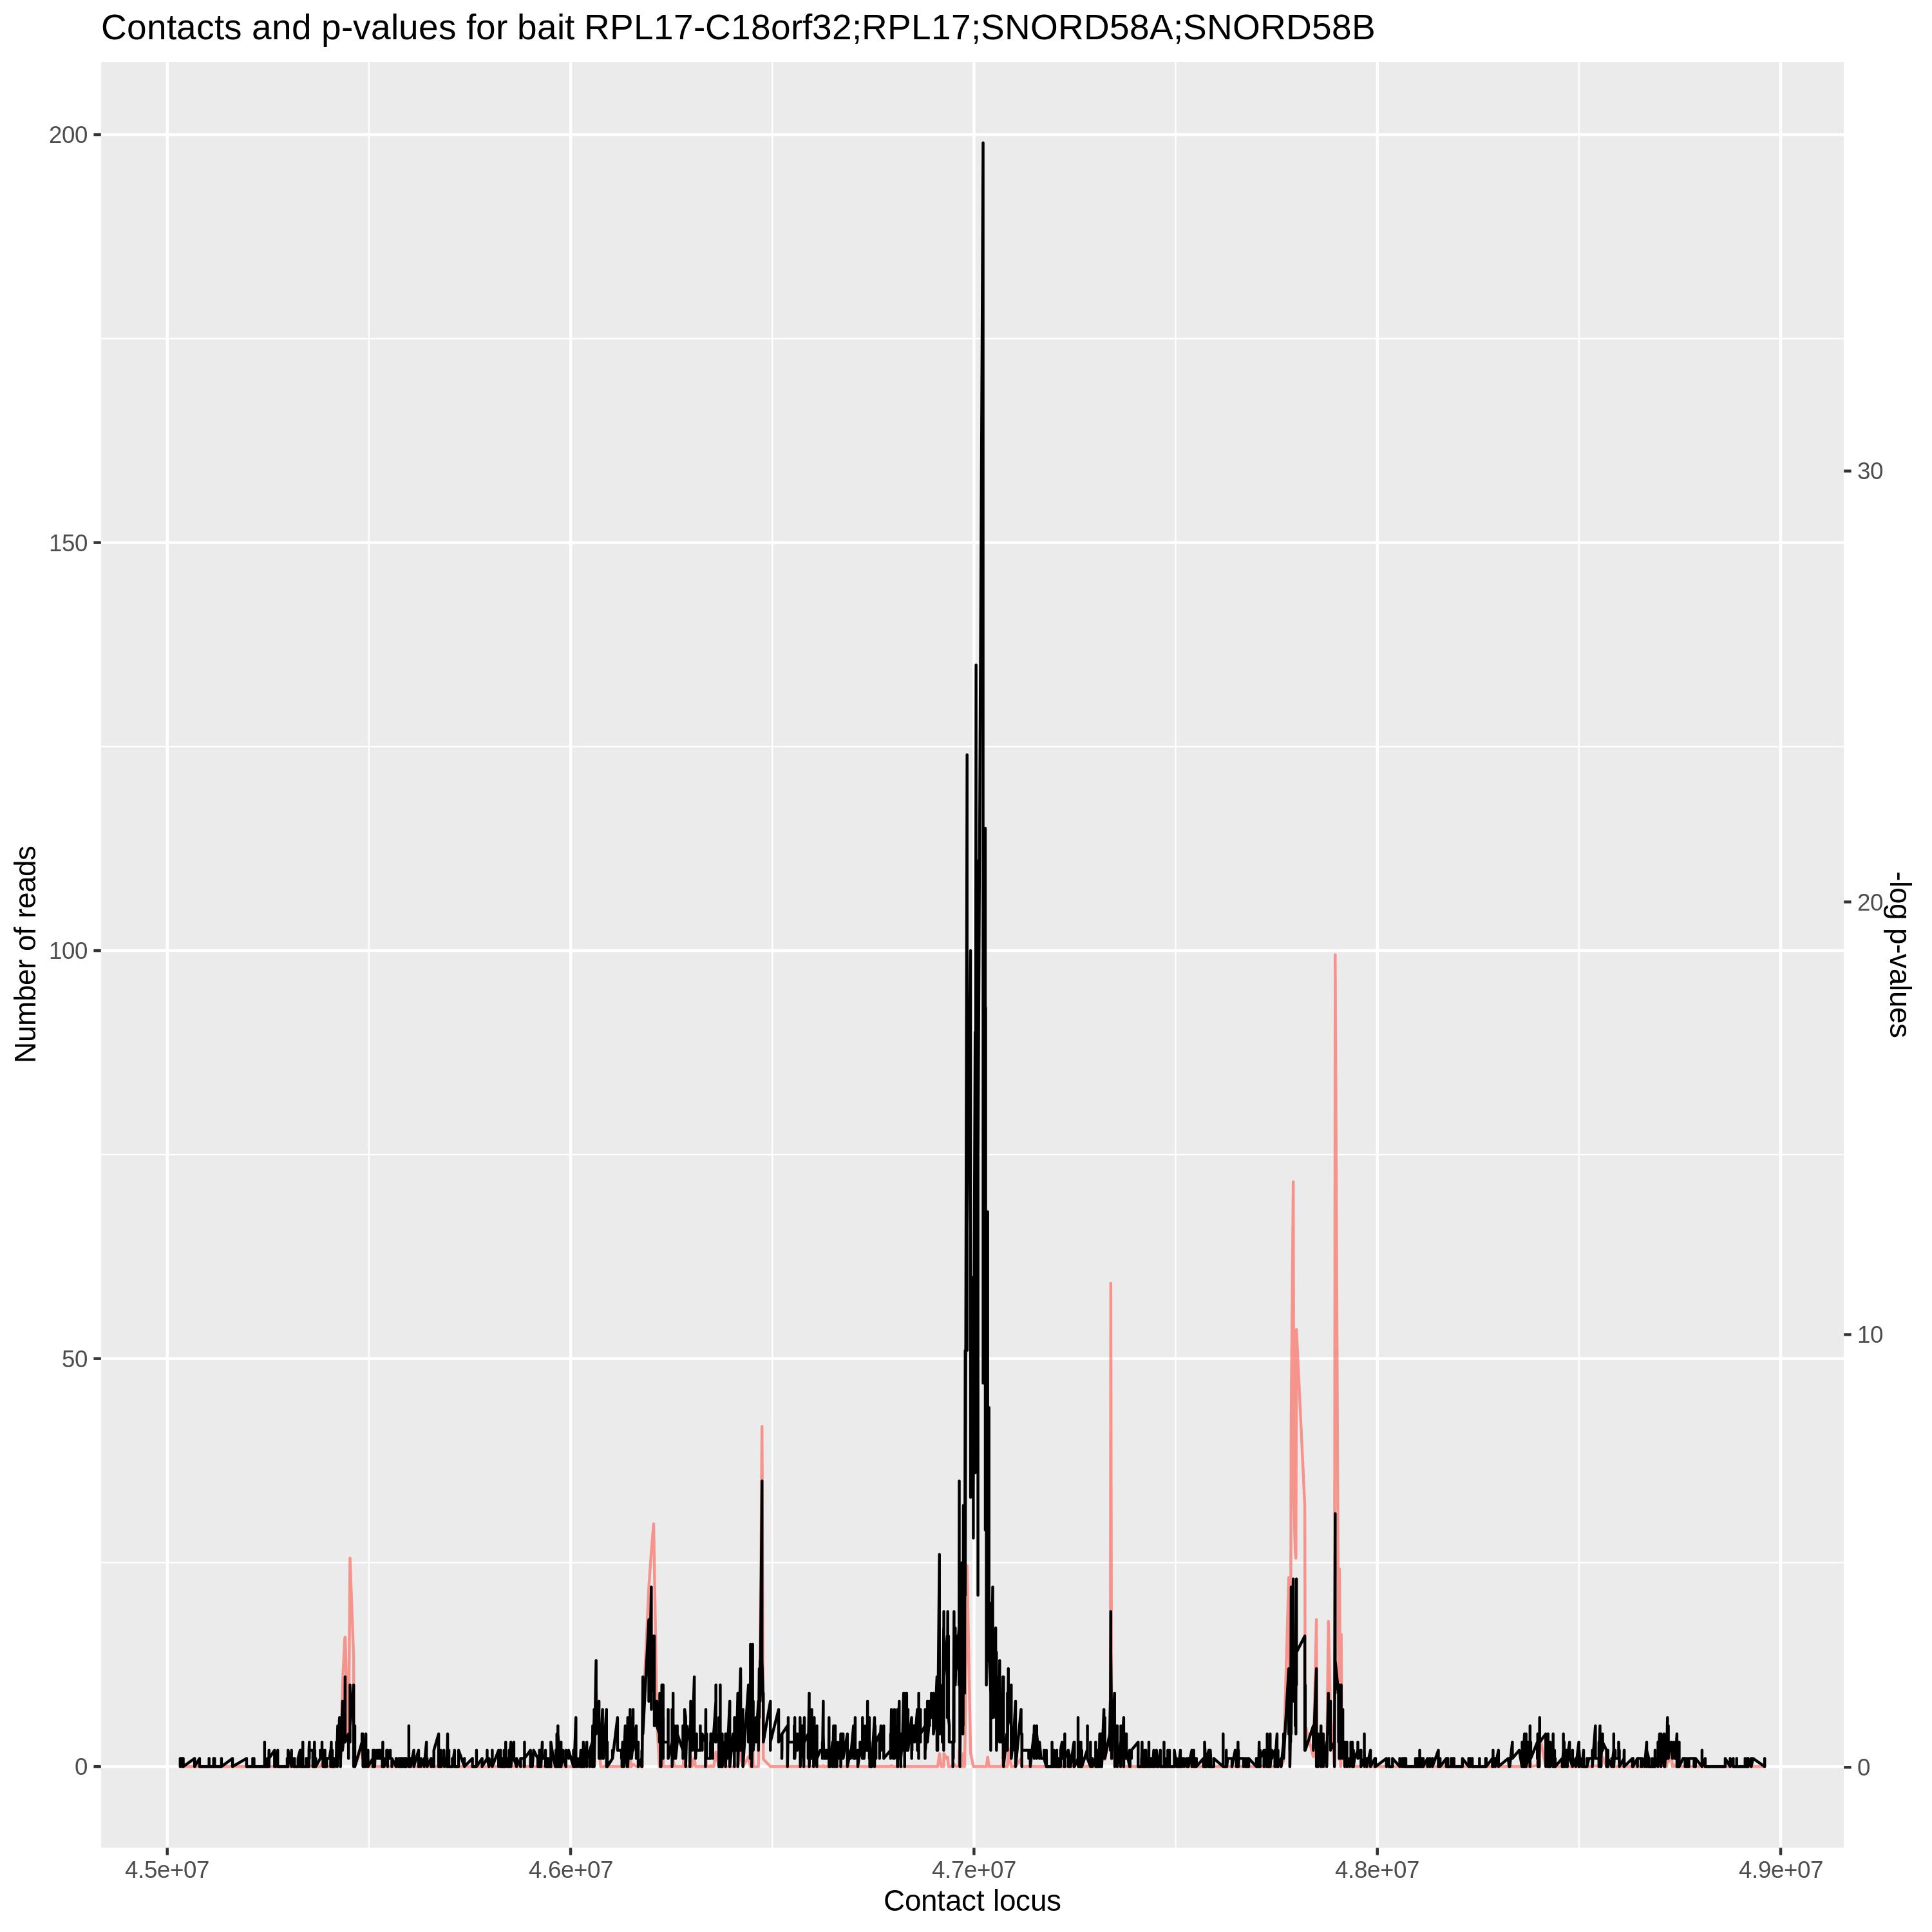 Contacts and p-values for bait RPL17-C18orf32;RPL17;SNORD58A;SNORD58B
200
150
100
50
0
Number of reads
30
20
10
0
-log p-values
4.5e+07 4.6e+07 4.7e+07 4.8e+07 4.9e+07
Contact locus